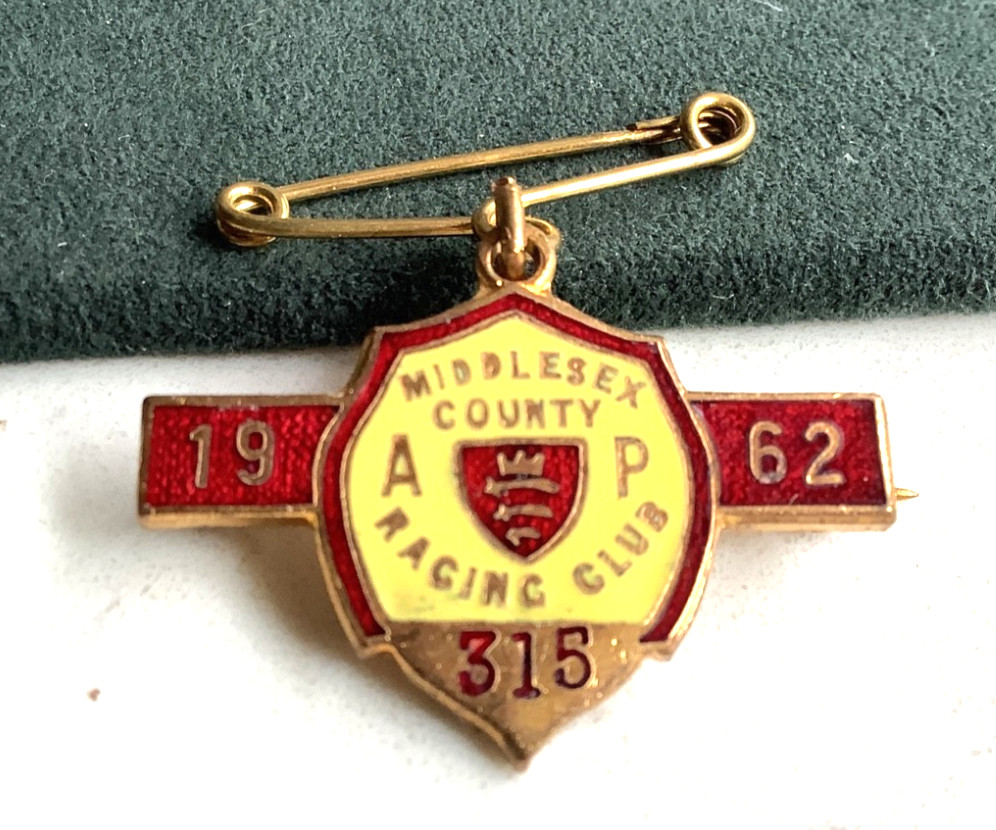 MIDDLESEX
COUNTY
19 A P 62
RACING CLUB
315